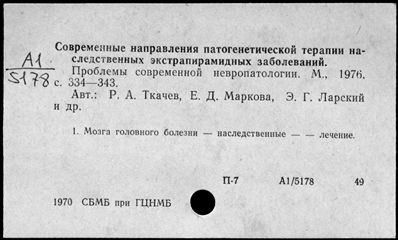 А1
5178
Современные направления патогенетической терапии на-
следственных экстрапирамидных заболеваний.
Проблемы современной невропатологии. М., 1976,
с. 334—343.
Авт.: Р. А. Ткачев, Е. Д. Маркова, Э. Г. Ларский
и др.
1. Мозга головного болезни — наследственные — — лечение.
П-7 А1/5178 49
1970 СБМБ при ГЦНМБ